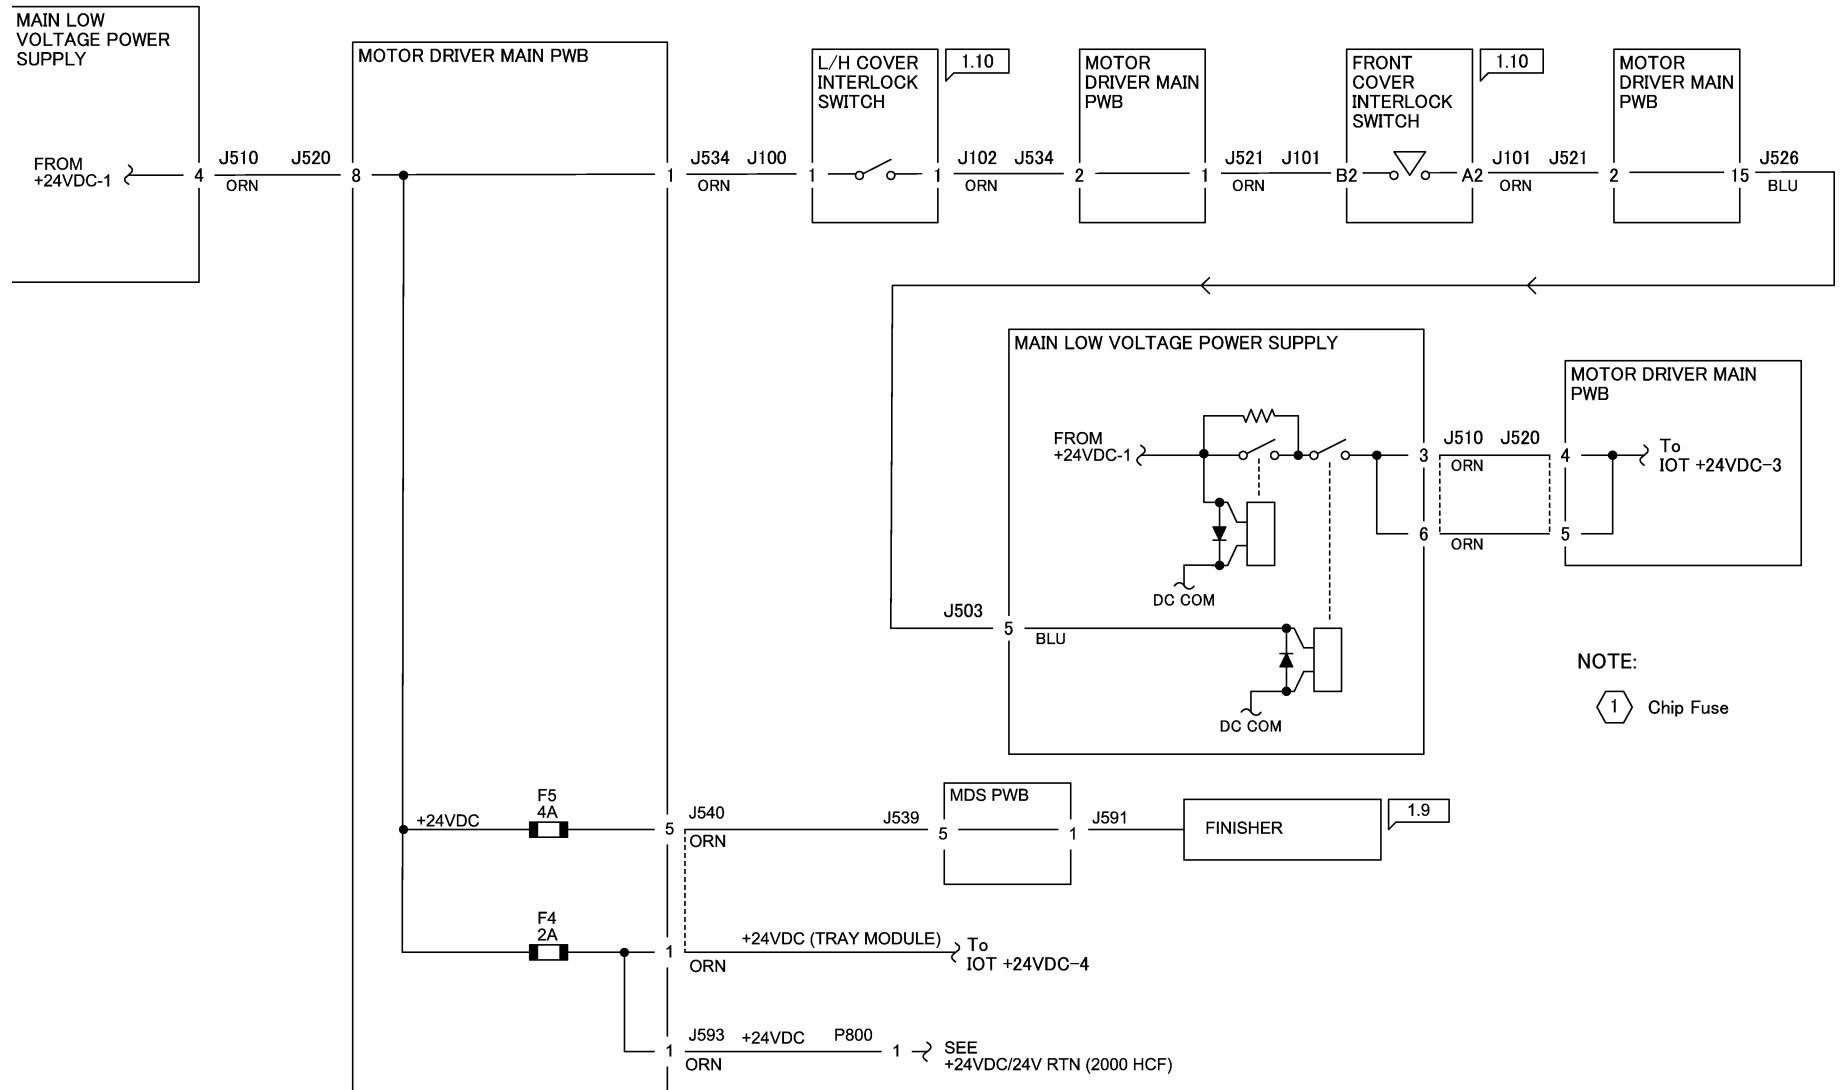 MAIN LOW
VOLTAGE POWER
SUPPLY
FROM
+24VDC-1
4
J510
J520
ORN
MOTOR DRIVER MAIN PWB
8
1
J534
J100
ORN
L/H COVER
INTERLOCK
SWITCH
1.10
1
1
J102
J534
ORN
MOTOR
DRIVER MAIN
PWB
2
1
J521
J101
ORN
FRONT
COVER
INTERLOCK
SWITCH
1.10
B2
A2
J101
J521
ORN
MOTOR
DRIVER MAIN
PWB
2
15
J526
BLU
MAIN LOW VOLTAGE POWER SUPPLY
FROM
+24VDC-1
DC COM
DC COM
J503
5
BLU
3
6
J510
J520
ORN
ORN
MOTOR DRIVER MAIN
PWB
4
5
To
IOT +24VDC-3
NOTE:
1
Chip Fuse
+24VDC
F5
4A
5
J540
ORN
J539
MDS PWB
5
1
J591
FINISHER
1.9
F4
2A
1
+24VDC (TRAY MODULE)
ORN
To
IOT +24VDC-4
1
J593
+24VDC
P800
ORN
1
SEE
+24VDC/24V RTN (2000 HCF)